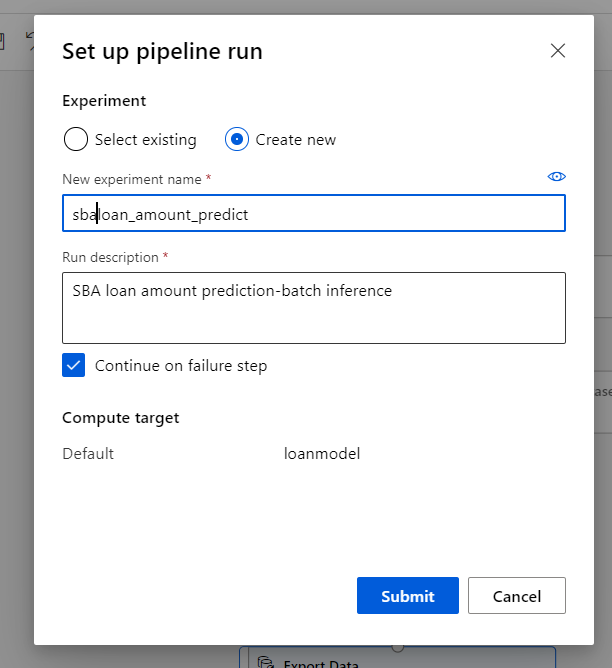 Set up pipeline run
Experiment
Select existing
Create new
New experiment name *
sbaloan_amount_predict
Run description *
SBA loan amount prediction-batch inference
Continue on failure step
Compute target
Default loanmodel
Submit Cancel
Export Data